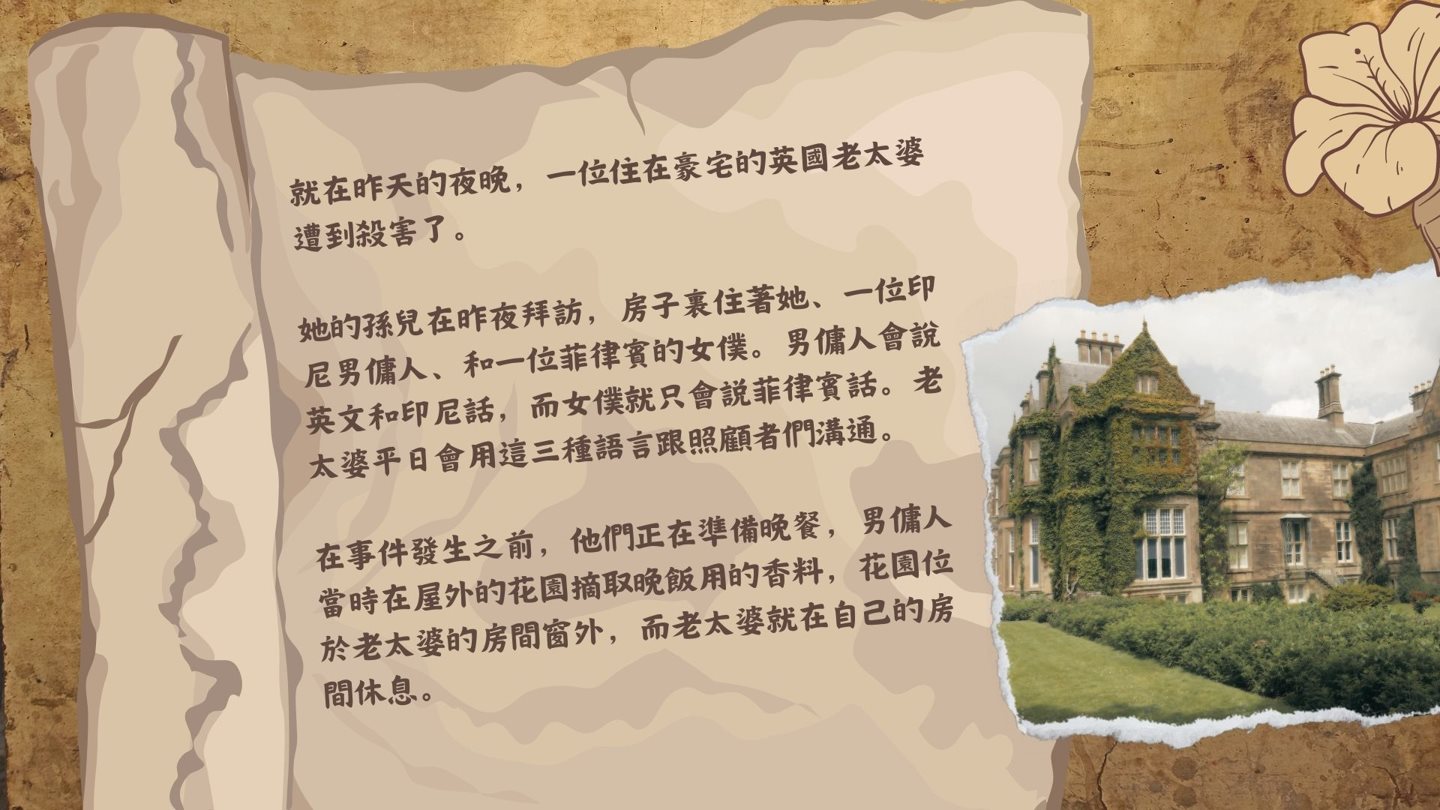 就在昨天的夜晚，一位住在豪宅的英國老太婆
遭到殺害了。
她的孫兒在昨夜拜訪，房子裏住著她、一位印
尼男傭人、和一位菲律賓的女僕。男傭人會說
英文和印尼話，而女僕就只會説菲律賓話。老
太婆平日會用這三種語言跟照顧者們溝通。
在事件發生之前，他們正在準備晚餐，男傭人
當時在屋外的花園摘取晚飯用的香料，花園位
於老太婆的房間窗外，而老太婆就在自己的房
間休息。